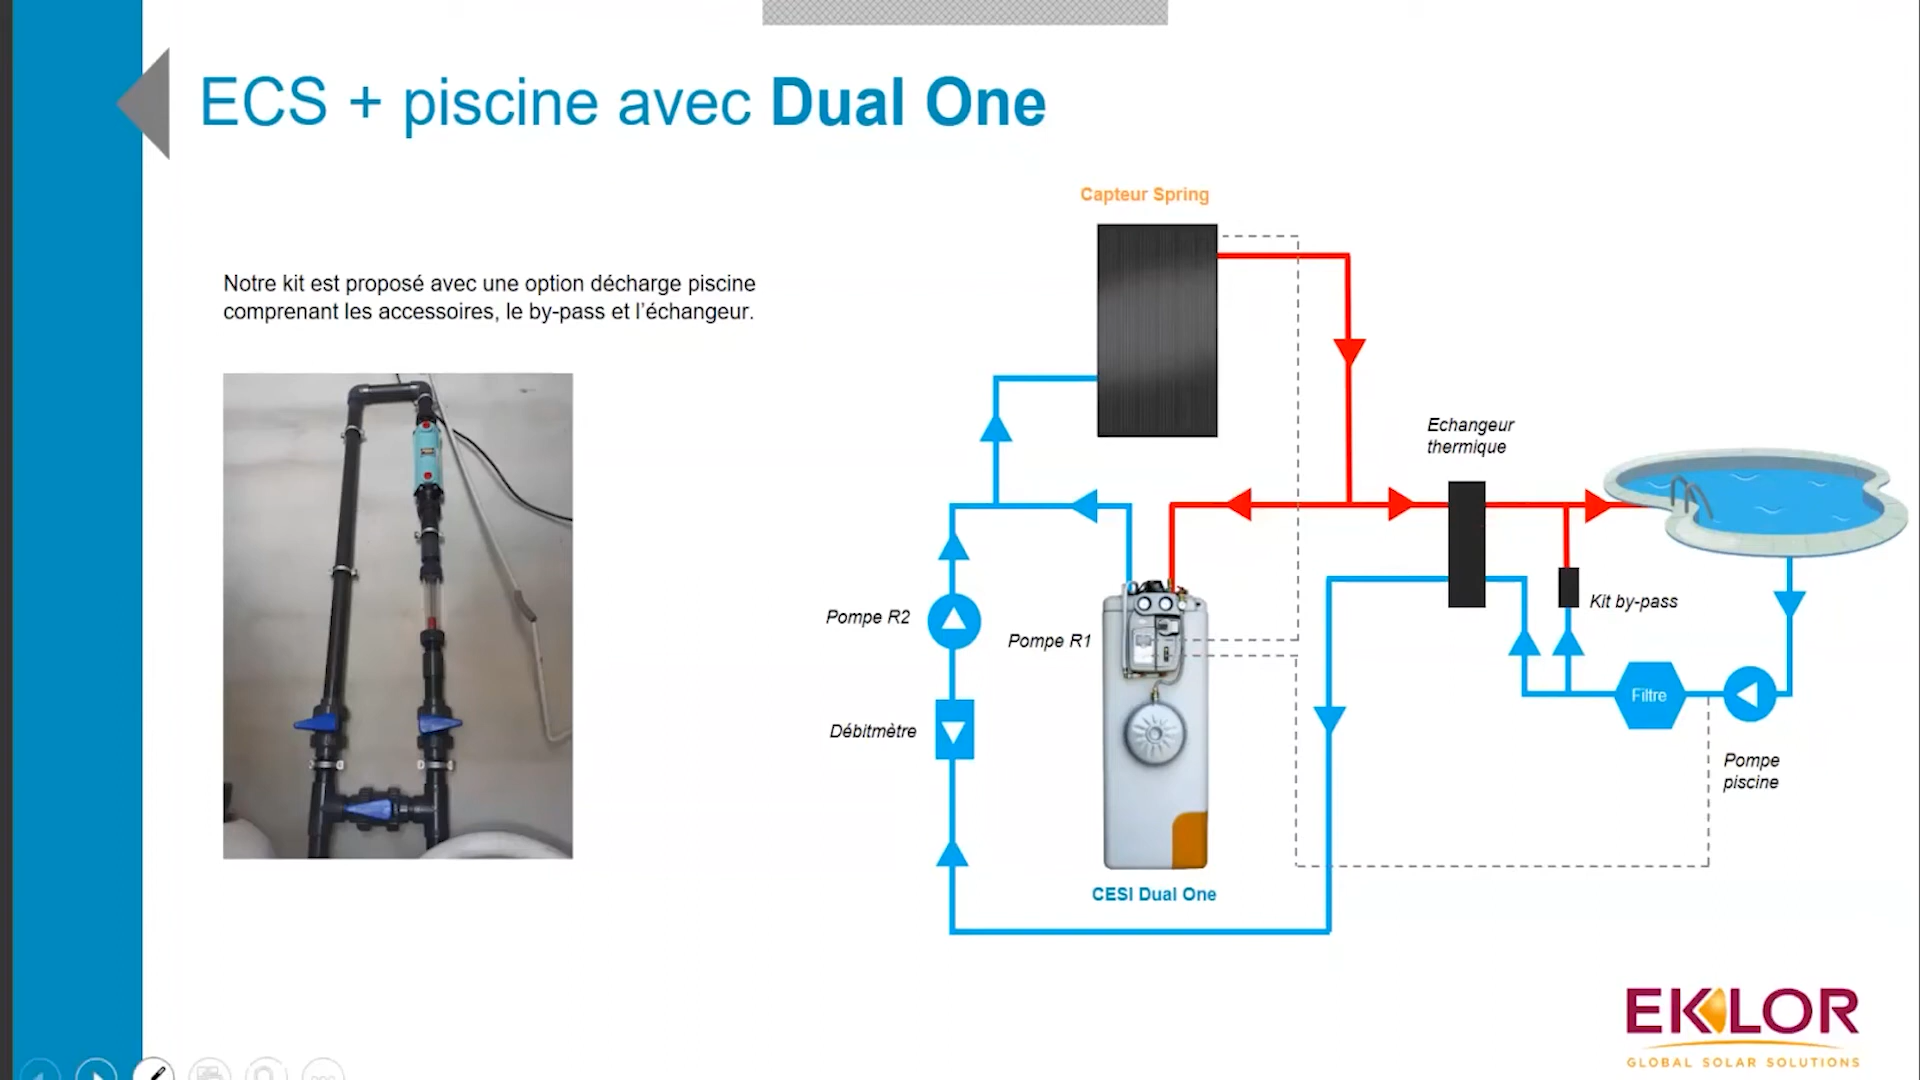 ECS + piscine avec Dual One
Notre kit est proposé avec une option décharge piscine
comprenant les accessoires, le by-pass et l'échangeur.
Capteur Spring
Echangeur
thermique
Pompe R2
Pompe R1
Kit by-pass
Débitmètre
Filtre
Pompe
piscine
CESI Dual One
EKLOR
GLOBAL SOLAR SOLUTIONS